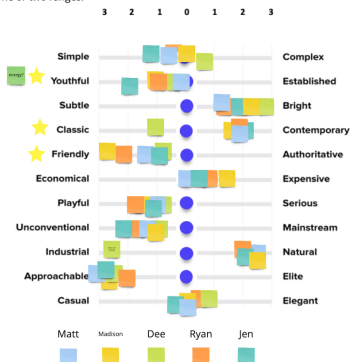 3 2 1 0 1 2 3
Simple Complex
energy?
Youthful Established
Subtle Bright
Classic Contemporary
Friendly Authoritative
Economical Expensive
Playful Serious
Unconventional Mainstream
Industrial Natural
Approachable Elite
Casual Elegant
Matt Madison Dee Ryan Jen